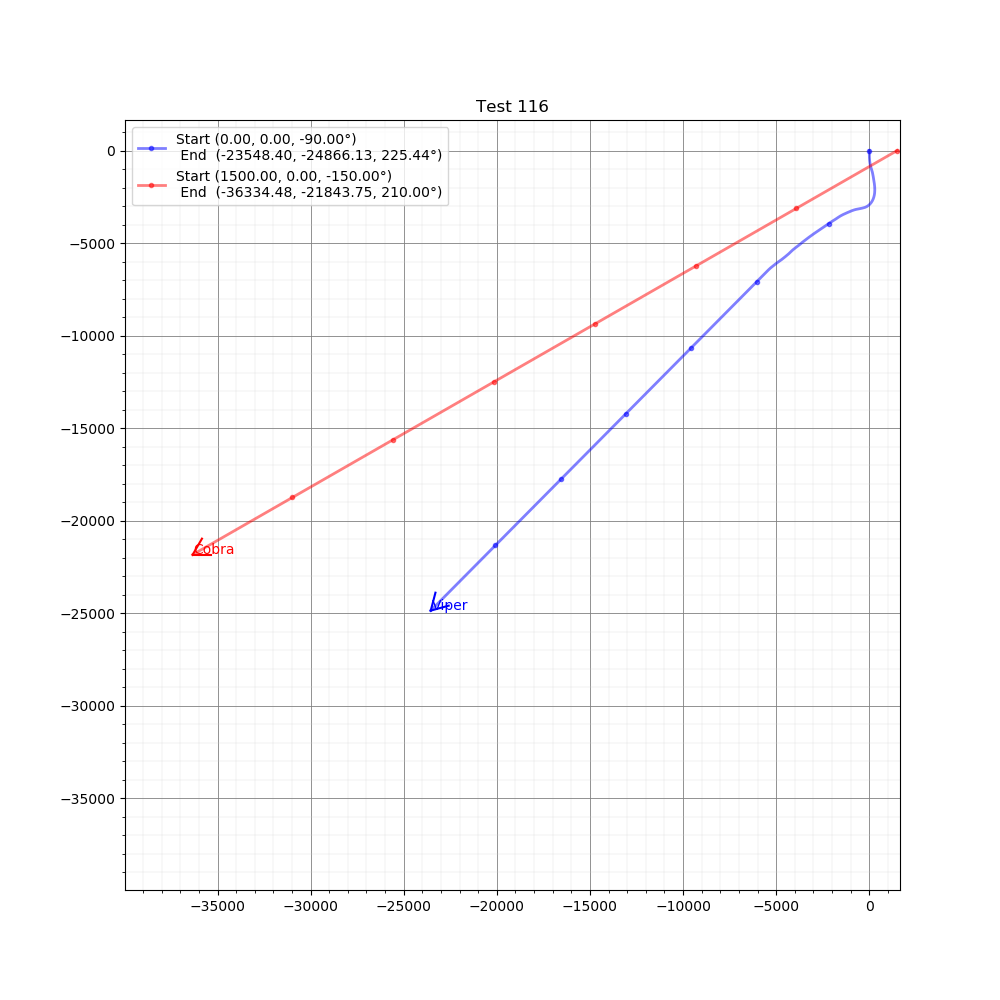 Test 116
Start (0.00, 0.00, -90.00°)
End (-23548.40, -24866.13, 225.44°)
Start (1500.00, 0.00, -150.00°)
End (-36334.48, -21843.75, 210.00°)
0
−5000
−10000
−15000
−20000
−25000
−30000
−35000
Cobra
Viper
−35000 −30000 −25000 −20000 −15000 −10000 −5000 0